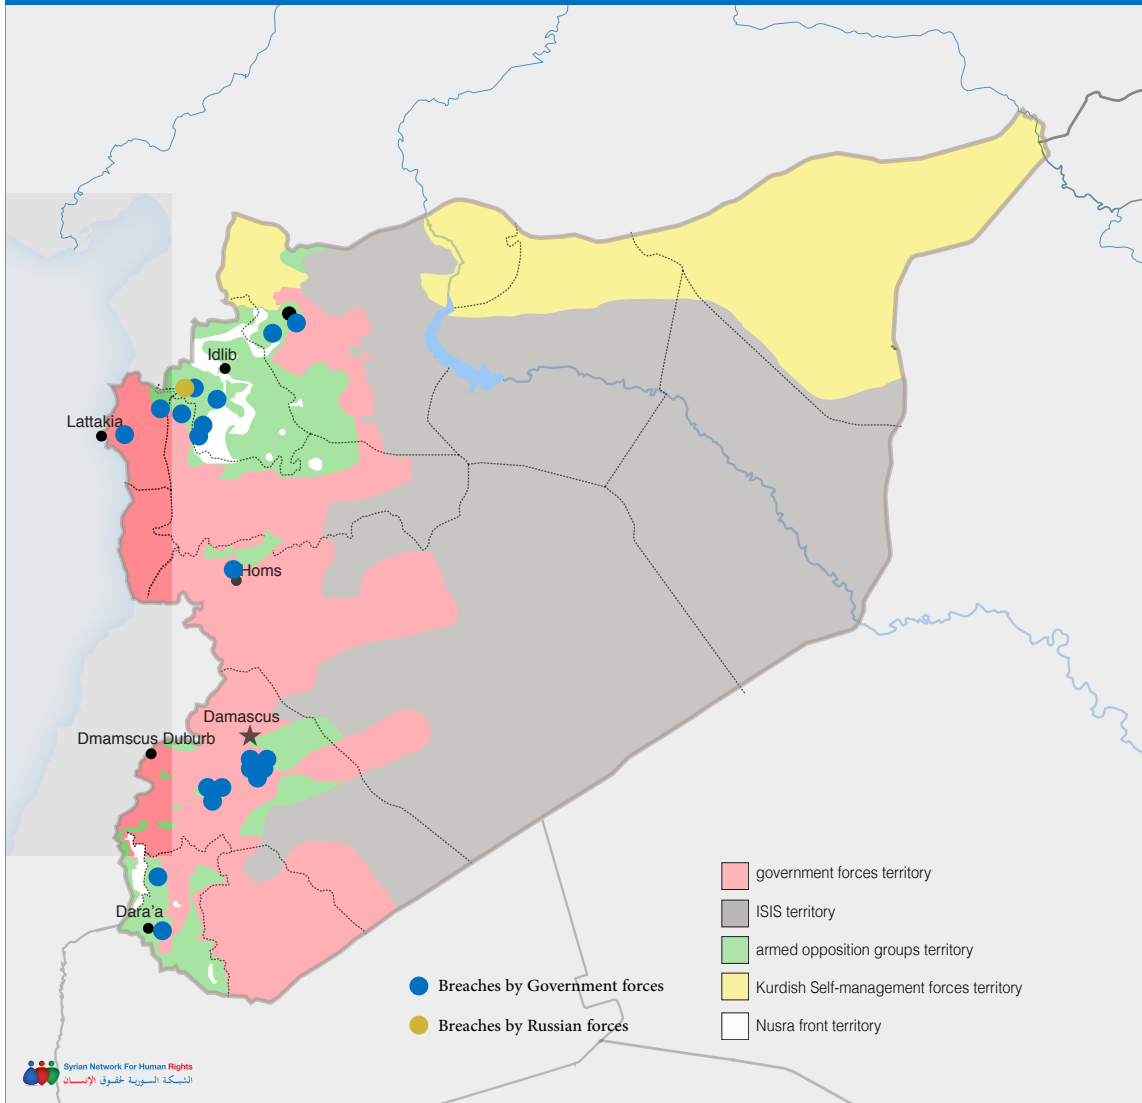 Idlib
Lattakia
Homs
Damascus
Dmamscus Duburb
Dara'a
government forces territory
ISIS territory
armed opposition groups territory
Kurdish Self-management forces territory
Nusra front territory
Breaches by Government forces
Breaches by Russian forces
Syrian Network For Human Rights
الشبكة السورية لحقوق الإنسان